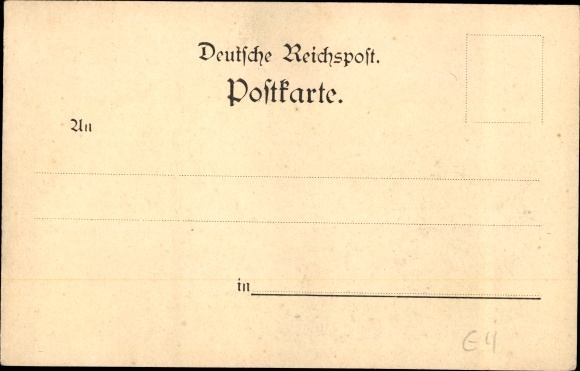 Deutſche Reichspoſt.
Poſtkarte.
An
in
E4